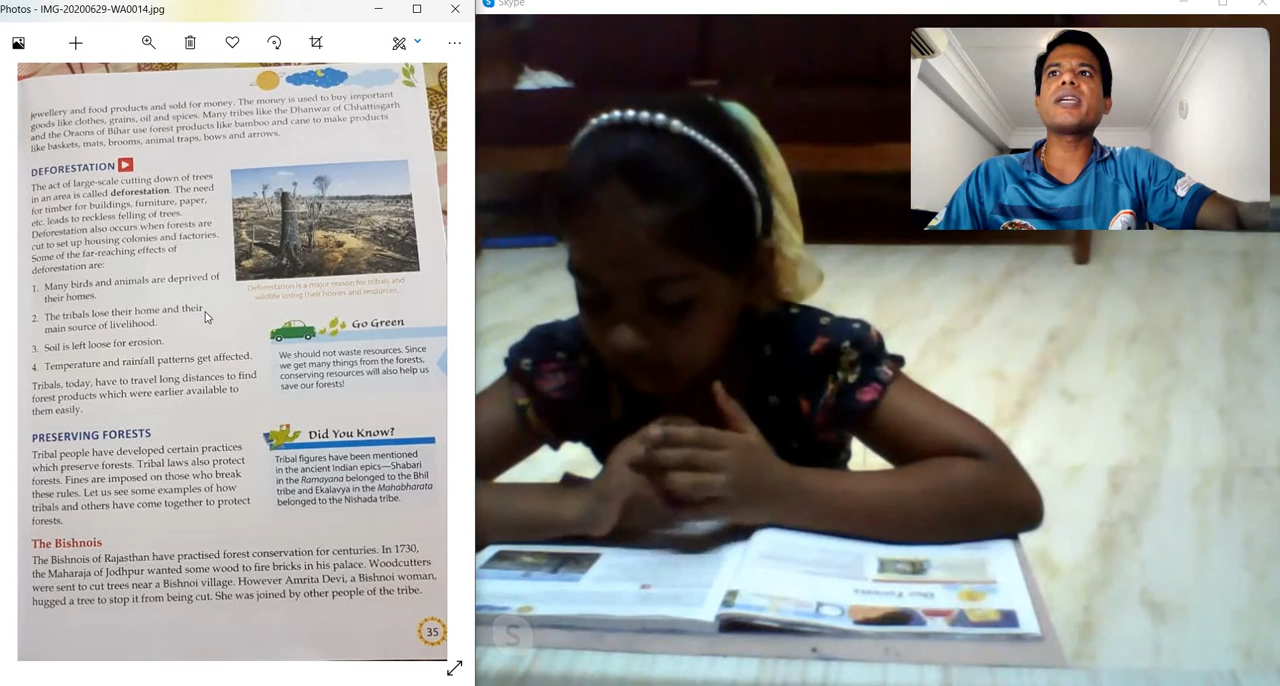 Photos - IMG-20200629-WA0014.jpg
Skype
jewellery and food products and sold for money. The money is used to buy important
goods like clothes, grains, oil and spices. Many tribes like the Dhanwar of Chhattisgarh
and the Oraons of Bihar use forest products like bamboo and cane to make products
like baskets, mats, brooms, animal traps, bows and arrows.
DEFORESTATION
The act of large-scale cutting down of trees
in an area is called deforestation. The need
for timber for buildings, furniture, paper,
etc. leads to reckless felling of trees.
Deforestation also occurs when forests are
cut to set up housing colonies and factories.
Some of the far-reaching effects of
deforestation are:
1. Many birds and animals are deprived of
their homes.
2. The tribals lose their home and their
main source of livelihood.
3. Soil is left loose for erosion.
4. Temperature and rainfall patterns get affected.
Tribals, today, have to travel long distances to find
forest products which were earlier available to
them easily.
Deforestation is a major reason for tribals and
wildlife losing their homes and resources.
Go Green
We should not waste resources. Since
we get many things from the forests,
conserving resources will also help us
save our forests!
PRESERVING FORESTS
Tribal people have developed certain practices
which preserve forests. Tribal laws also protect
forests. Fines are imposed on those who break
these rules. Let us see some examples of how
tribals and others have come together to protect
forests.
Did You Know?
Tribal figures have been mentioned
in the ancient Indian epics—Shabari
in the Ramayana belonged to the Bhil
tribe and Ekalavya in the Mahabharata
belonged to the Nishada tribe.
The Bishnois
The Bishnois of Rajasthan have practised forest conservation for centuries. In 1730,
the Maharaja of Jodhpur wanted some wood to fire bricks in his palace. Woodcutters
were sent to cut trees near a Bishnoi village. However Amrita Devi, a Bishnoi woman,
hugged a tree to stop it from being cut. She was joined by other people of the tribe.
35